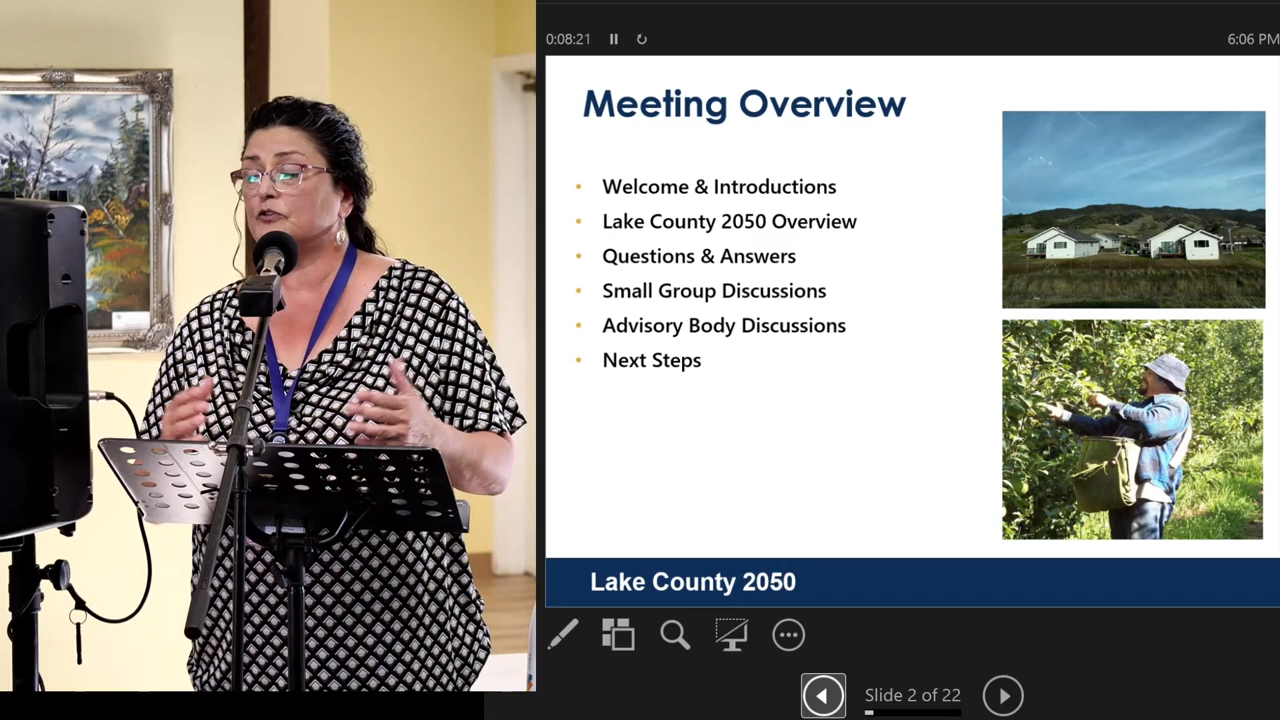 0:08:21
6:06 PM
Meeting Overview
• Welcome & Introductions
• Lake County 2050 Overview
• Questions & Answers
• Small Group Discussions
• Advisory Body Discussions
• Next Steps
Lake County 2050
Slide 2 of 22